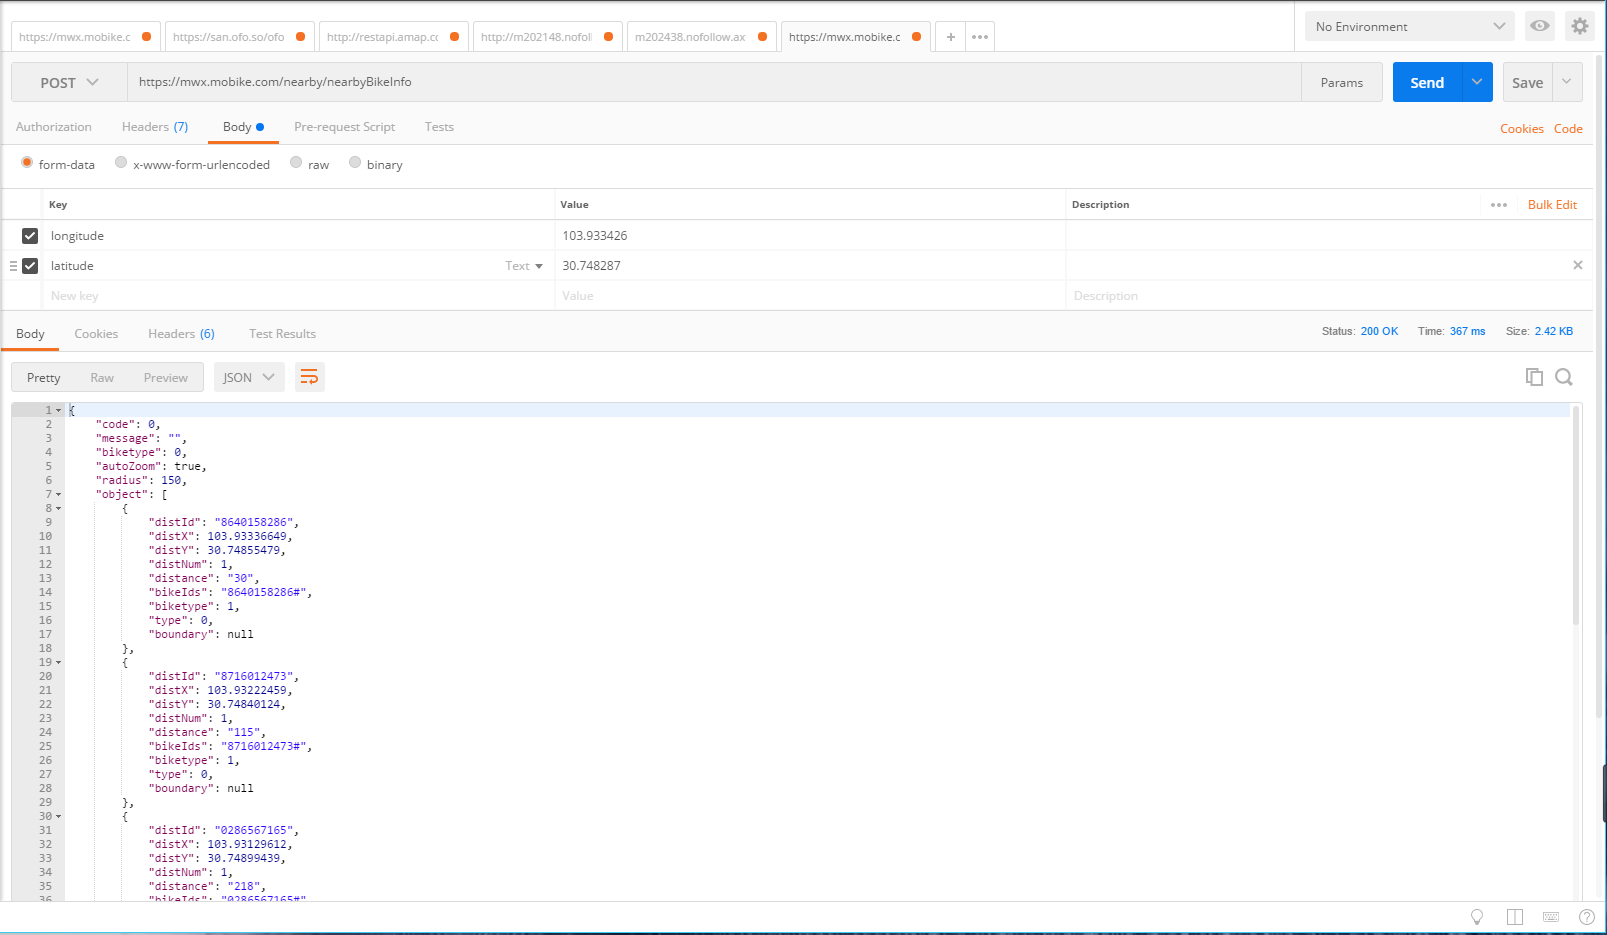 https://mwx.mobike.c https://san.ofo.so/ofo http://restapi.amap.cc http://m202148.nofoll m202438.nofollow.ax https://mwx.mobike.c + ••• No Environment
POST https://mwx.mobike.com/nearby/nearbyBikeInfo Params Send Save
Authorization Headers (7) Body Pre-request Script Tests Cookies Code
form-data x-www-form-urlencoded raw binary
Key Value Description ••• Bulk Edit
longitude 103.933426
latitude Text 30.748287
New key Value Description
Body Cookies Headers (6) Test Results Status: 200 OK Time: 367 ms Size: 2.42 KB
Pretty Raw Preview JSON
1 {
2 "code": 0,
3 "message": "",
4 "biketype": 0,
5 "autoZoom": true,
6 "radius": 150,
7 "object": [
8 {
9 "distId": "8640158286",
10 "distX": 103.93336649,
11 "distY": 30.74855479,
12 "distNum": 1,
13 "distance": "30",
14 "bikeIds": "8640158286#",
15 "biketype": 1,
16 "type": 0,
17 "boundary": null
18 },
19 {
20 "distId": "8716012473",
21 "distX": 103.93222459,
22 "distY": 30.74840124,
23 "distNum": 1,
24 "distance": "115",
25 "bikeIds": "8716012473#",
26 "biketype": 1,
27 "type": 0,
28 "boundary": null
29 },
30 {
31 "distId": "0286567165",
32 "distX": 103.93129612,
33 "distY": 30.74899439,
34 "distNum": 1,
35 "distance": "218",
36 "bikeIds": "0286567165#"